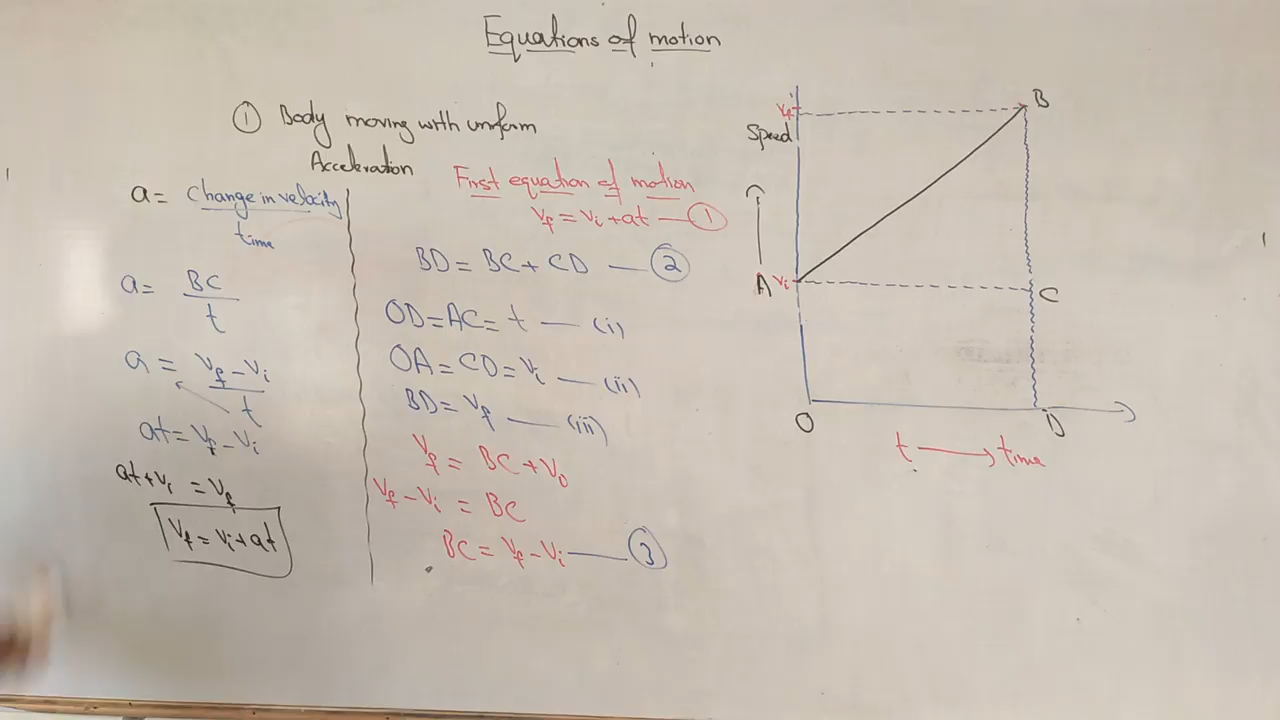 Equations of motion
① Body moving with uniform
Acceleration
a = Change in velocity / time
a = BC / t
a = Vf - Vi / t
at = Vf - Vi
at + Vi = Vf
Vf = Vi + at
First equation of motion
Vf = Vi + at — ①
BD = BC + CD — ②
OD = AC = t — (i)
OA = CD = Vi — (ii)
BD = Vf — (iii)
Vf = BC + V0
Vf - Vi = BC
BC = Vf - Vi — ③
Vf
B
Speed
A Vi
C
O
D
t → time